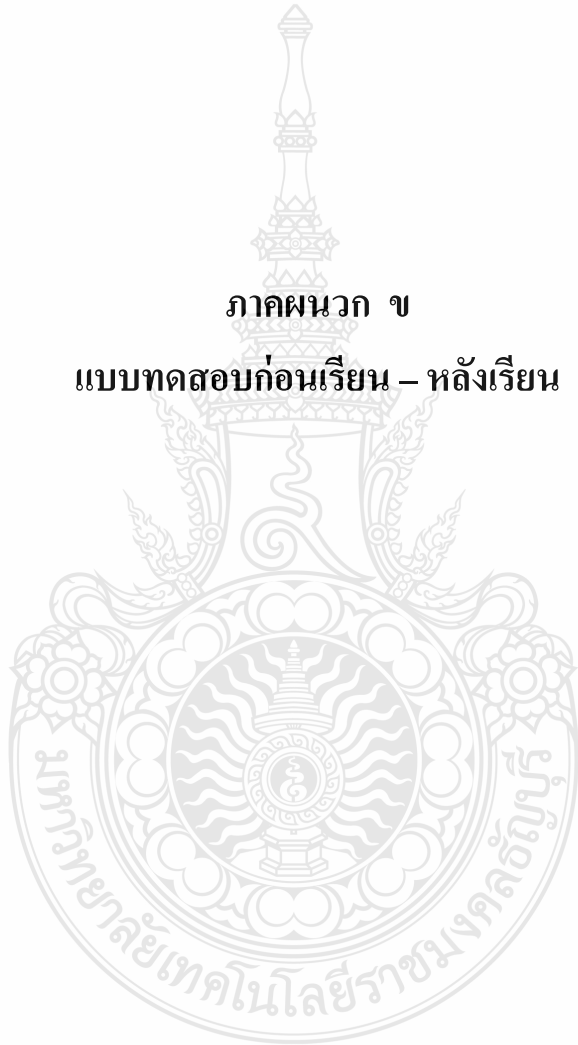 ภาคผนวก ข
แบบทดสอบก่อนเรียน – หลังเรียน
มหาวิทยาลัยเทคโนโลยีราชมงคลธัญบุรี